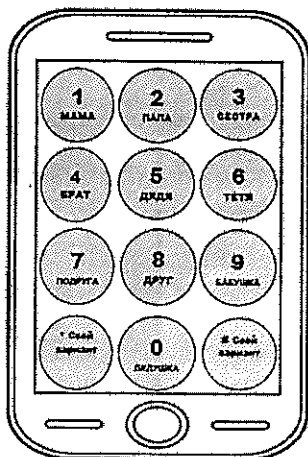 1
МАМА
2
ПАПА
3
СЕСТРА
4
БРАТ
5
ДЯДЯ
6
ТЕТЯ
7
ПОДРУГА
8
ДРУГ
9
БАБУШКА
* Свой
вариант
0
ДЕДУШКА
# Свой
вариант